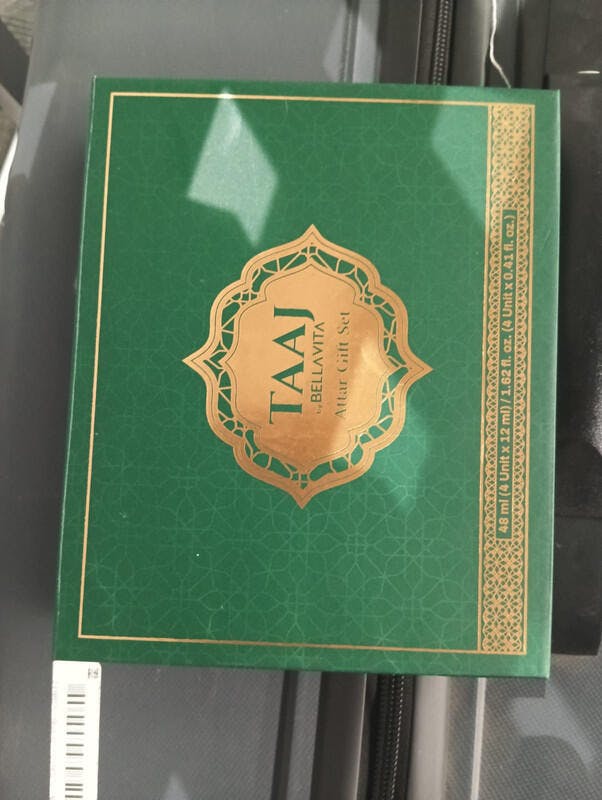 TAAJ
by BELLAVITA
Attar Gift Set
48 ml (4 Unit x 12 ml) / 1.62 fl. oz. (4 Unit x 0.41 fl. oz.)